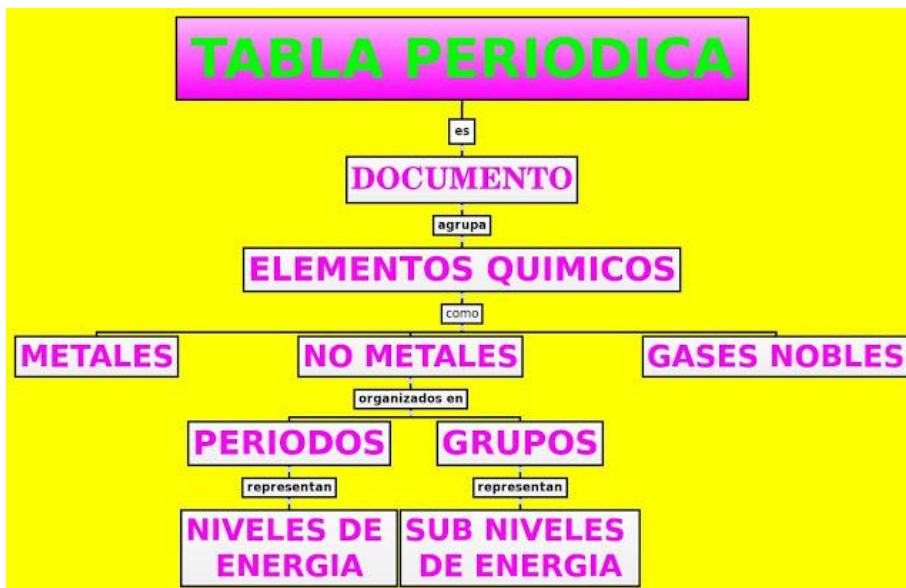 TABLA PERIODICA
es
DOCUMENTO
agrupa
ELEMENTOS QUIMICOS
como
METALES
NO METALES
GASES NOBLES
organizados en
PERIODOS
GRUPOS
representan
representan
NIVELES DE
ENERGIA
SUB NIVELES
DE ENERGIA